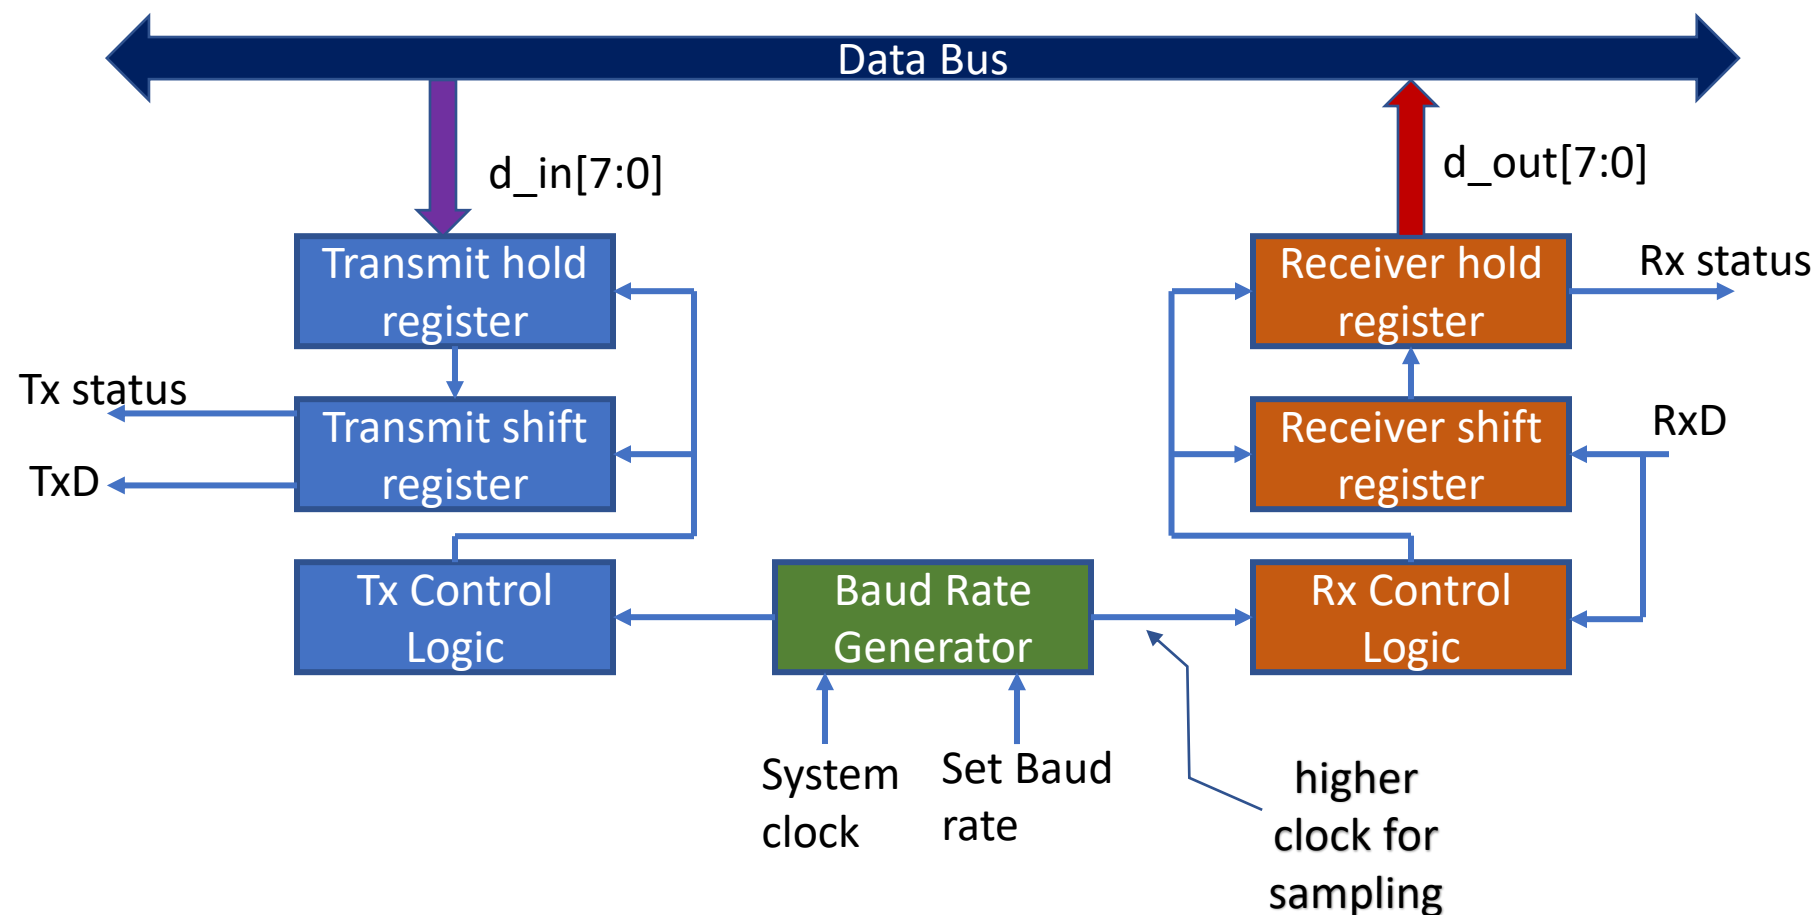 Data Bus
d_in[7:0]
d_out[7:0]
Transmit hold
register
Receiver hold
register
Rx status
Tx status
Transmit shift
register
Receiver shift
register
RxD
TxD
Tx Control
Logic
Baud Rate
Generator
Rx Control
Logic
System
clock
Set Baud
rate
higher
clock for
sampling